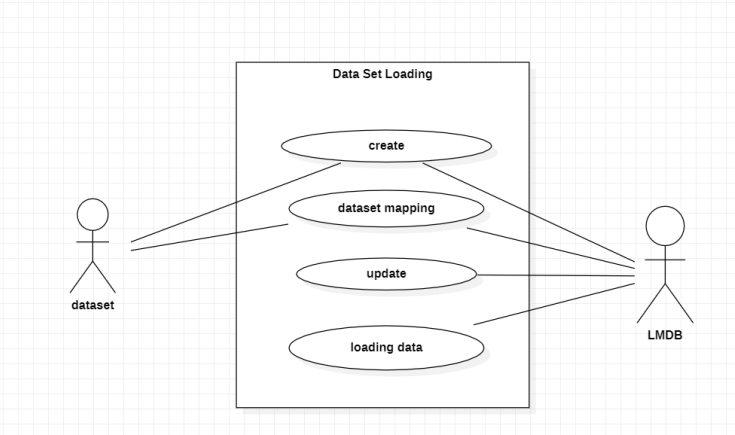 Data Set Loading
create
dataset mapping
update
loading data
dataset
LMDB